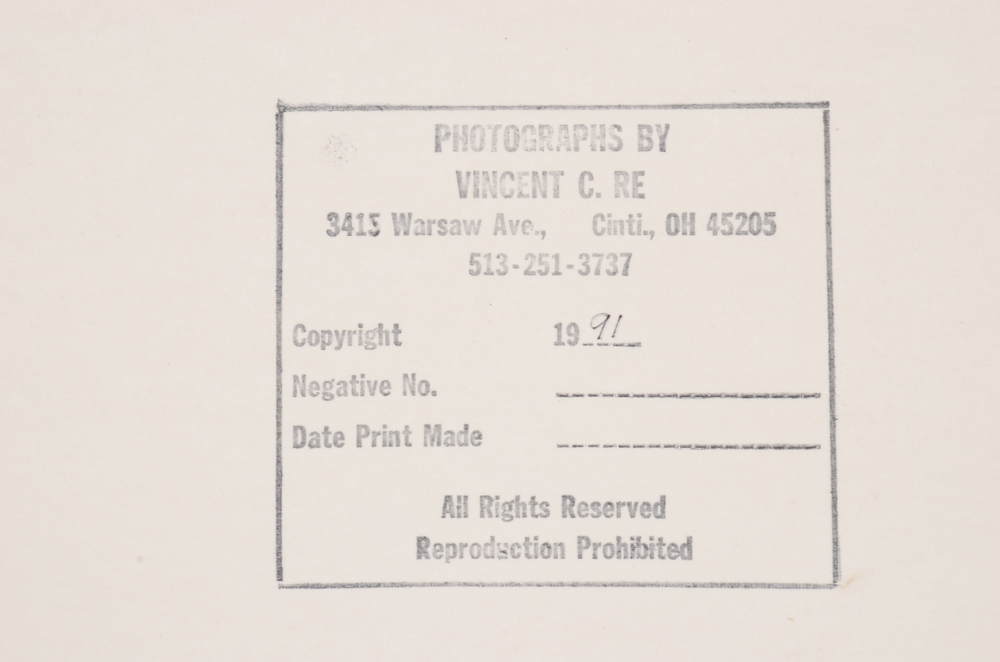 PHOTOGRAPHS BY
VINCENT C. RE
3415 Warsaw Ave., Cinti., OH 45205
513-251-3737
Copyright 1991
Negative No.
Date Print Made
All Rights Reserved
Reproduction Prohibited